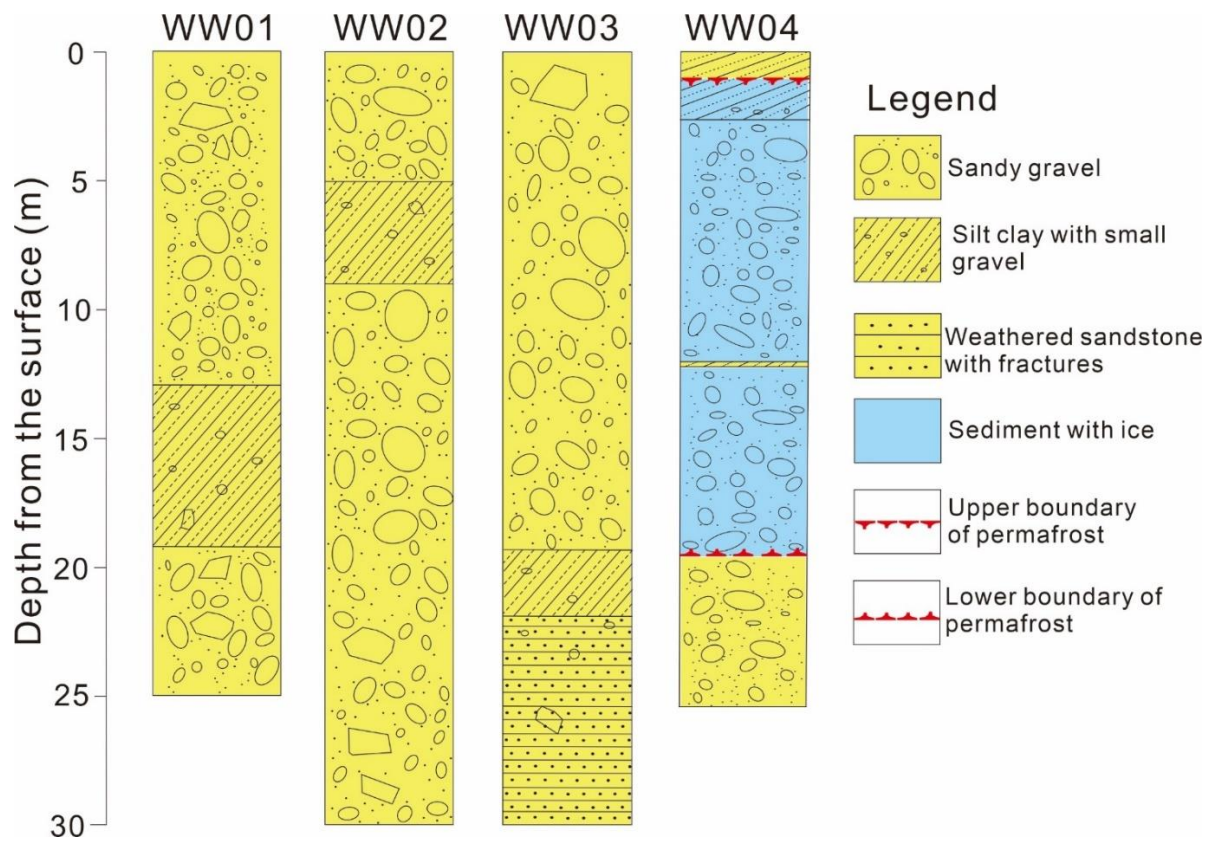 WW01 WW02 WW03 WW04
Depth from the surface (m)
0
5
10
15
20
25
30
Legend
Sandy gravel
Silt clay with small
gravel
Weathered sandstone
with fractures
Sediment with ice
Upper boundary
of permafrost
Lower boundary of
permafrost